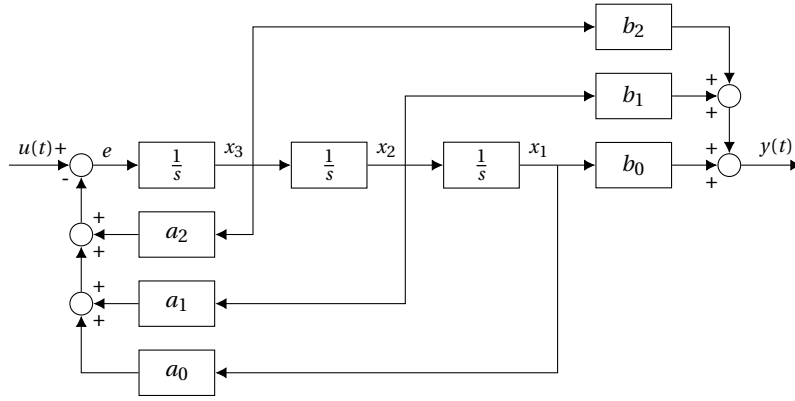 b₂
+
b₁
+
u(t) + e 1/s x₃ 1/s x₂ 1/s x₁ + b₀ y(t)
- +
+ a₂
+
+ a₁
+
a₀